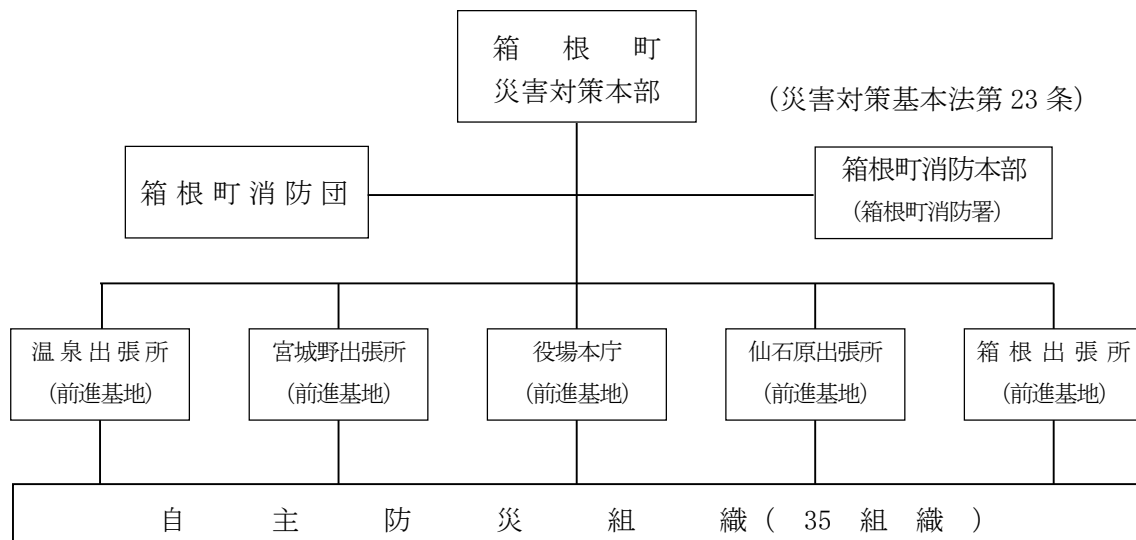 箱根町
災害対策本部
(災害対策基本法第 23 条)
箱根町消防団
箱根町消防本部
(箱根町消防署)
温泉出張所
(前進基地)
宮城野出張所
(前進基地)
役場本庁
(前進基地)
仙石原出張所
(前進基地)
箱根出張所
(前進基地)
自主防災組織( 35 組織 )